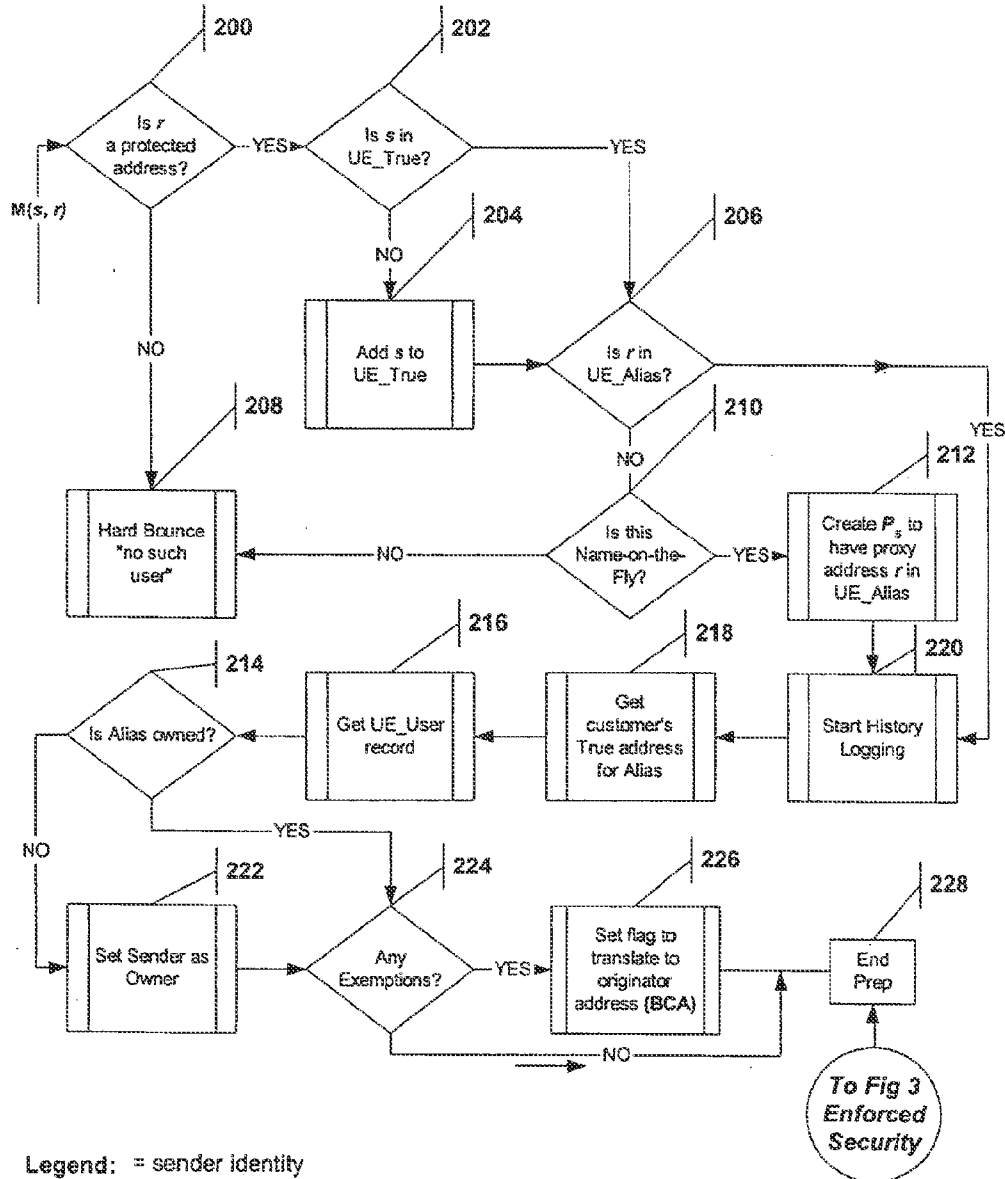 200
202
Is r
a protected
address?
YES
Is s in
UE_True?
YES
M(s, r)
204
206
NO
NO
Add s to
UE_True
Is r in
UE_Alias?
YES
208
210
NO
212
Hard Bounce
"no such
user"
NO
Is this
Name-on-the-
Fly?
YES
Create Ps to
have proxy
address r in
UE_Alias
214
216
218
220
Is Alias owned?
Get UE_User
record
Get
customer's
True address
for Alias
Start History
Logging
YES
NO
222
224
226
228
Set Sender as
Owner
Any
Exemptions?
YES
Set flag to
translate to
originator
address (BCA)
End
Prep
NO
To Fig 3
Enforced
Security
Legend: = sender identity